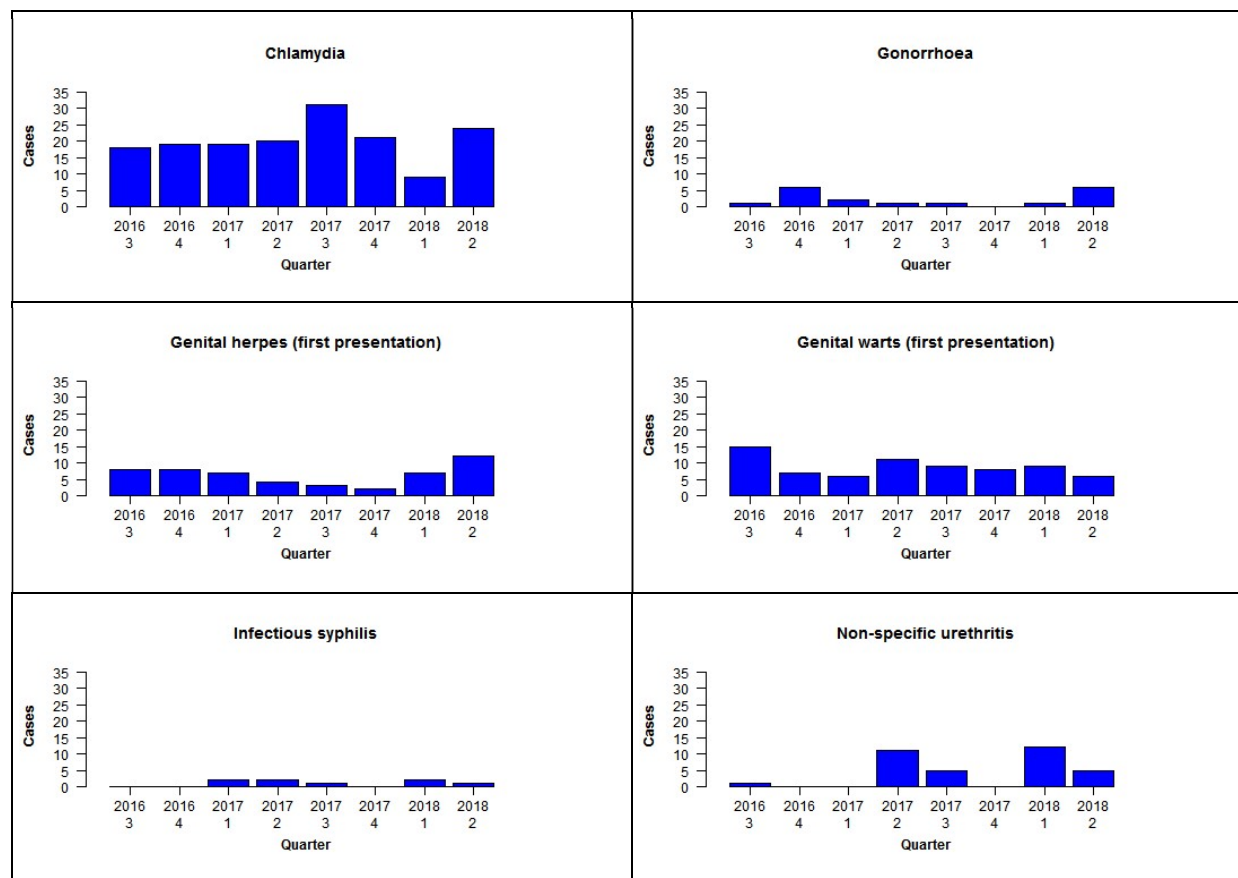 Chlamydia
Cases
35
30
25
20
15
10
5
0
2016 2016 2017 2017 2017 2017 2018 2018
3 4 1 2 3 4 1 2
Quarter
Gonorrhoea
Cases
35
30
25
20
15
10
5
0
2016 2016 2017 2017 2017 2017 2018 2018
3 4 1 2 3 4 1 2
Quarter
Genital herpes (first presentation)
Cases
35
30
25
20
15
10
5
0
2016 2016 2017 2017 2017 2017 2018 2018
3 4 1 2 3 4 1 2
Quarter
Genital warts (first presentation)
Cases
35
30
25
20
15
10
5
0
2016 2016 2017 2017 2017 2017 2018 2018
3 4 1 2 3 4 1 2
Quarter
Infectious syphilis
Cases
35
30
25
20
15
10
5
0
2016 2016 2017 2017 2017 2017 2018 2018
3 4 1 2 3 4 1 2
Quarter
Non-specific urethritis
Cases
35
30
25
20
15
10
5
0
2016 2016 2017 2017 2017 2017 2018 2018
3 4 1 2 3 4 1 2
Quarter